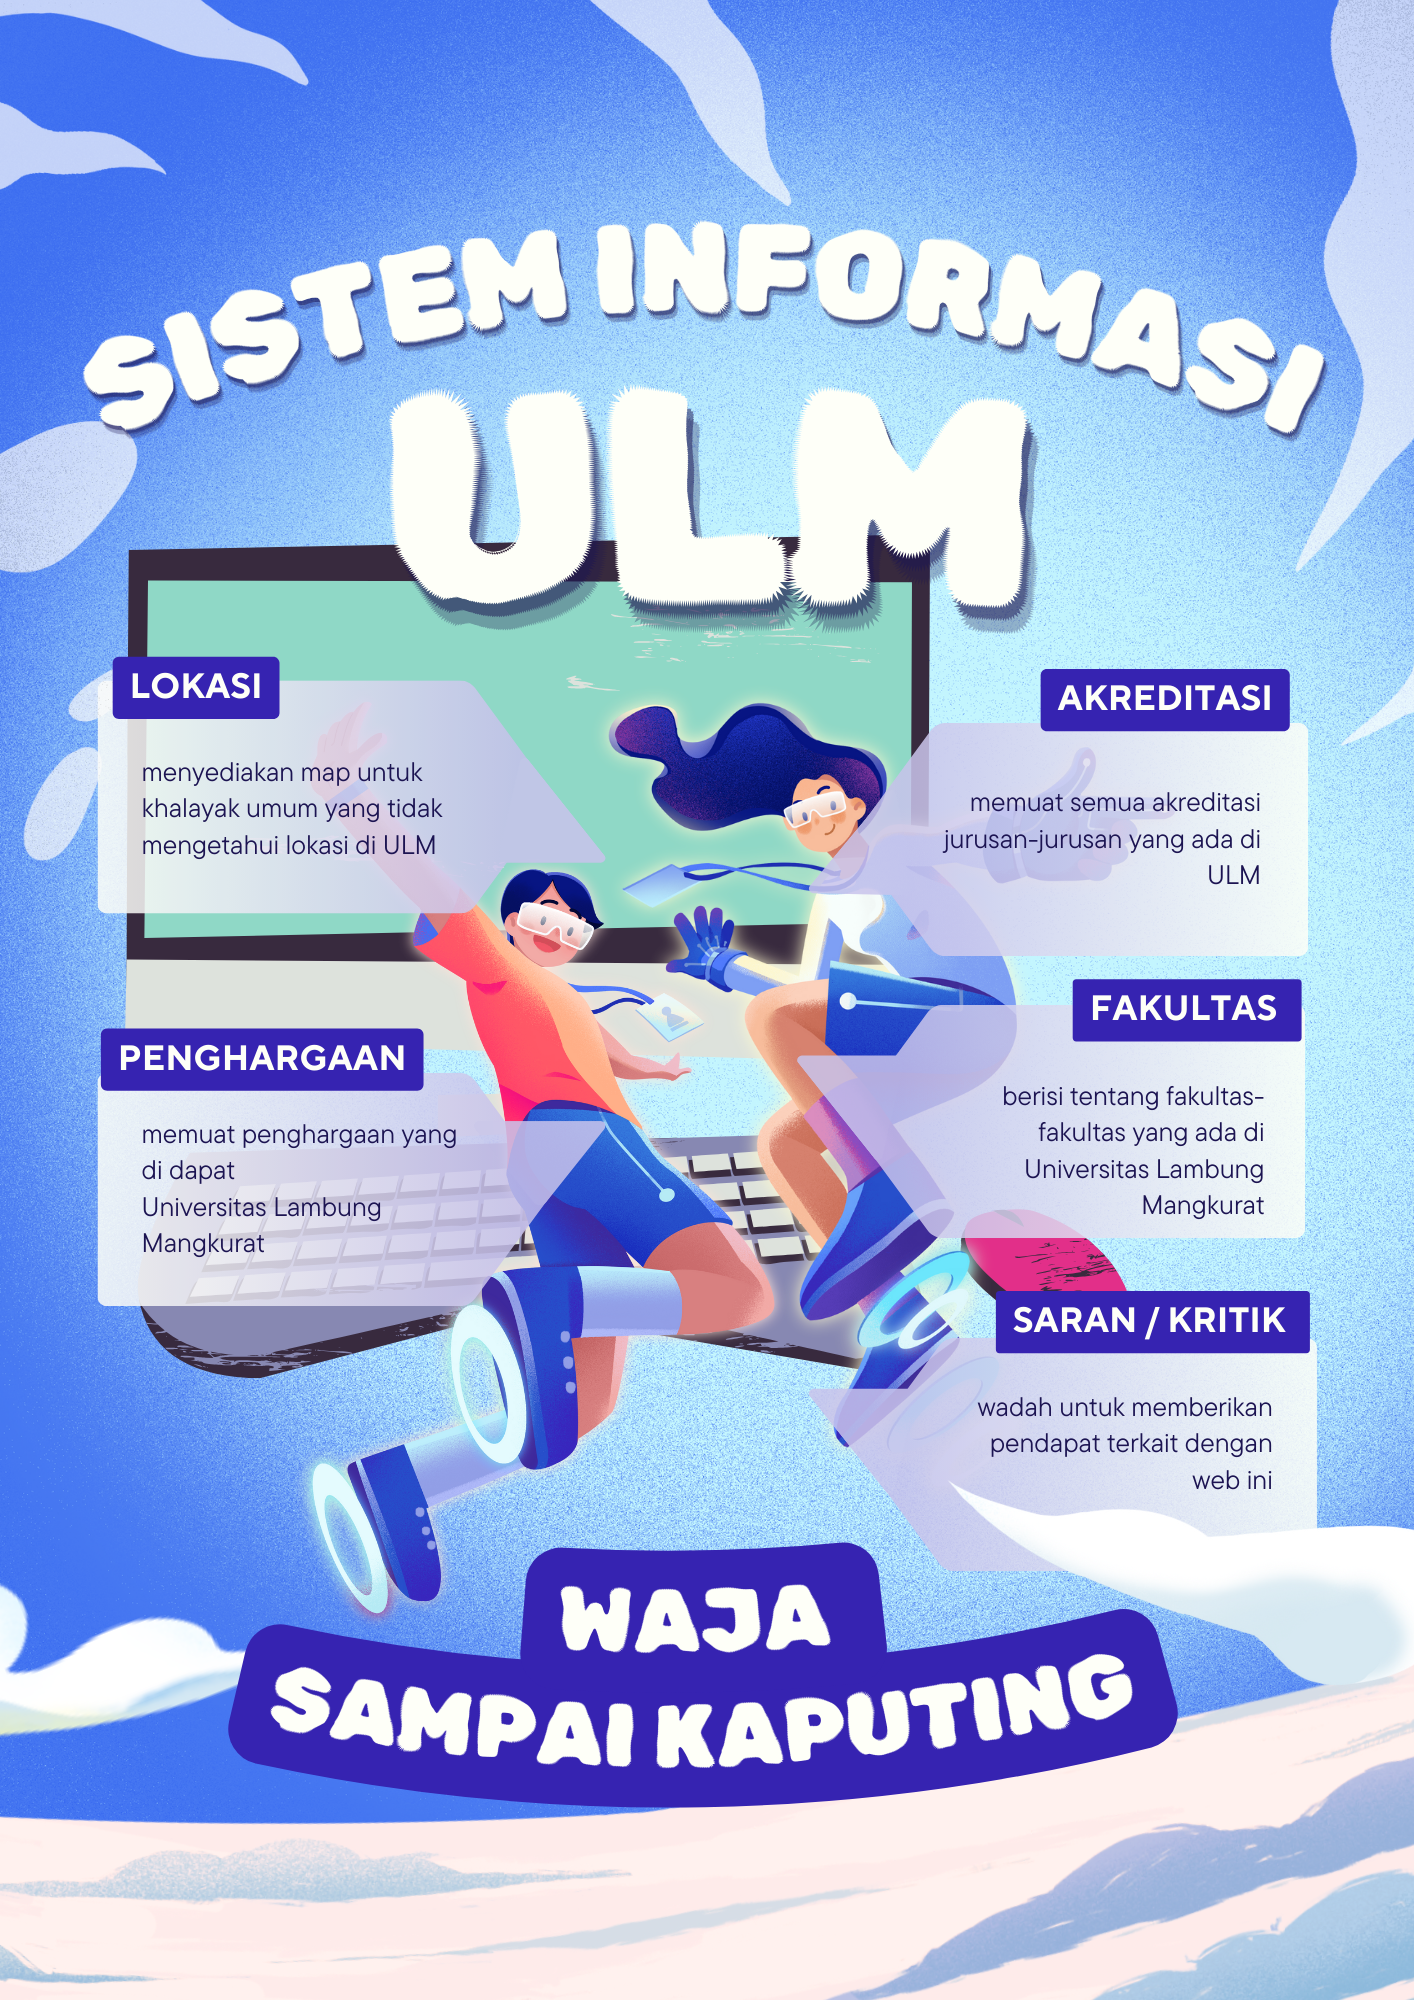 SISTEM INFORMASI
ULM
LOKASI
menyediakan map untuk
khalayak umum yang tidak
mengetahui lokasi di ULM
AKREDITASI
memuat semua akreditasi
jurusan-jurusan yang ada di
ULM
PENGHARGAAN
memuat penghargaan yang
di dapat
Universitas Lambung
Mangkurat
FAKULTAS
berisi tentang fakultas-
fakultas yang ada di
Universitas Lambung
Mangkurat
SARAN / KRITIK
wadah untuk memberikan
pendapat terkait dengan
web ini
WAJA
SAMPAI KAPUTING